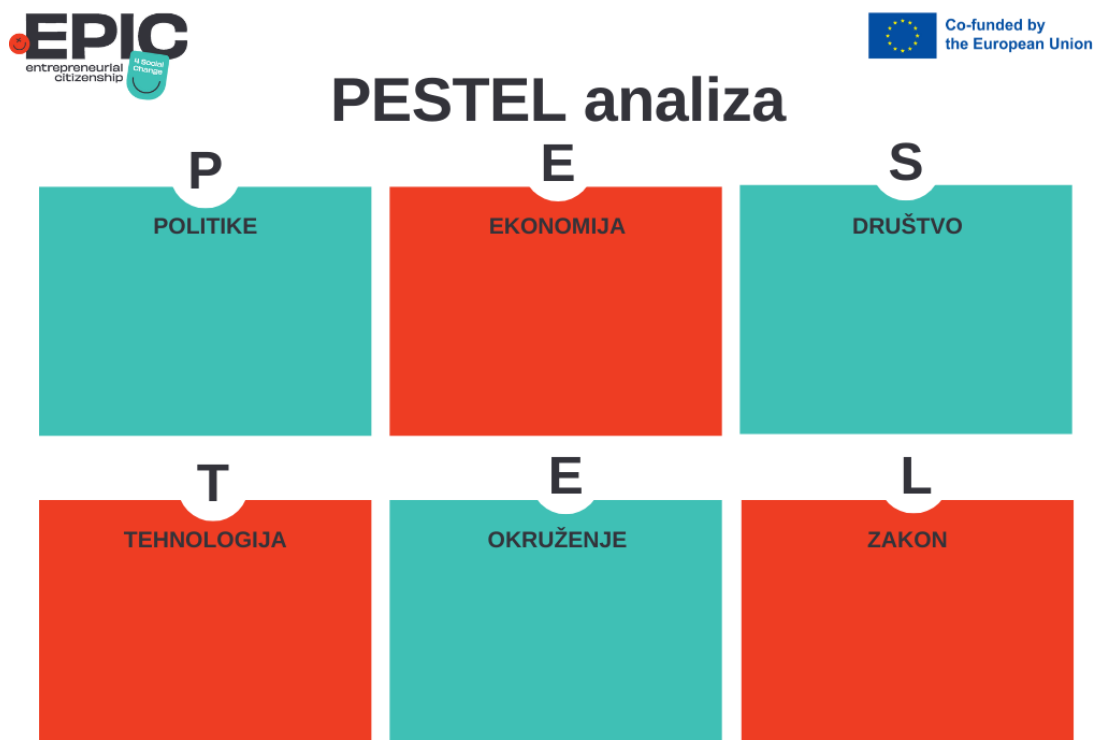 EPIC
entrepreneurial
citizenship
4 Social
Change
Co-funded by
the European Union
PESTEL analiza
P
POLITIKE
E
EKONOMIJA
S
DRUŠTVO
T
TEHNOLOGIJA
E
OKRUŽENJE
L
ZAKON